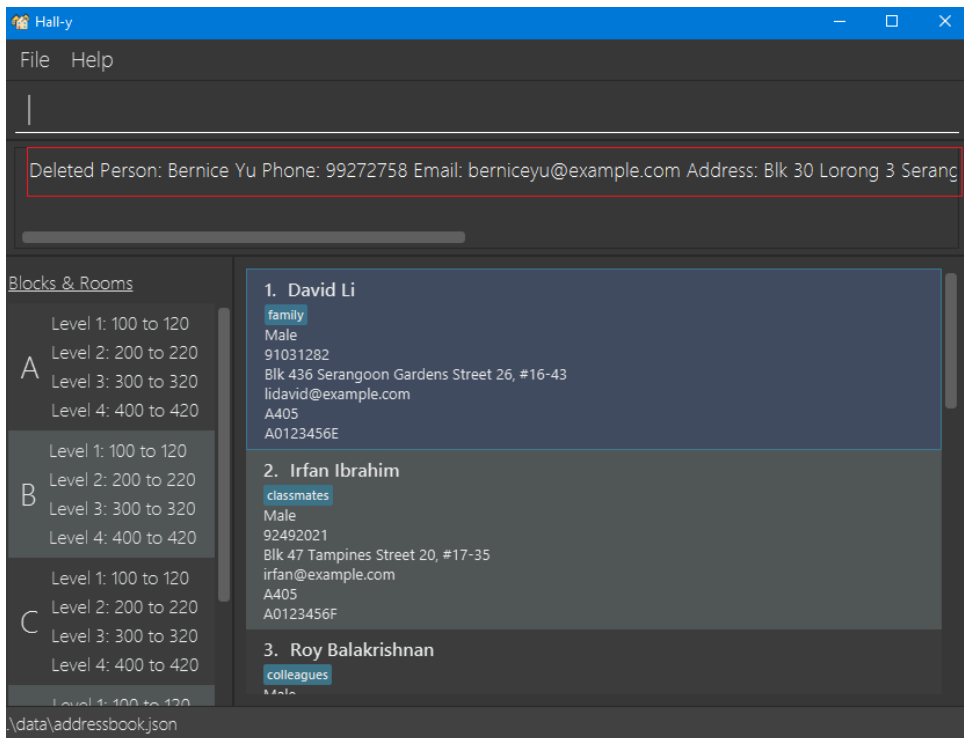 Hall-y
File Help
Deleted Person: Bernice Yu Phone: 99272758 Email: berniceyu@example.com Address: Blk 30 Lorong 3 Serang
Blocks & Rooms
A
Level 1: 100 to 120
Level 2: 200 to 220
Level 3: 300 to 320
Level 4: 400 to 420
B
Level 1: 100 to 120
Level 2: 200 to 220
Level 3: 300 to 320
Level 4: 400 to 420
C
Level 1: 100 to 120
Level 2: 200 to 220
Level 3: 300 to 320
Level 4: 400 to 420
Level 1: 100 to 120
1. David Li
family
Male
91031282
Blk 436 Serangoon Gardens Street 26, #16-43
lidavid@example.com
A405
A0123456E
2. Irfan Ibrahim
classmates
Male
92492021
Blk 47 Tampines Street 20, #17-35
irfan@example.com
A405
A0123456F
3. Roy Balakrishnan
colleagues
Male
.\data\addressbook.json